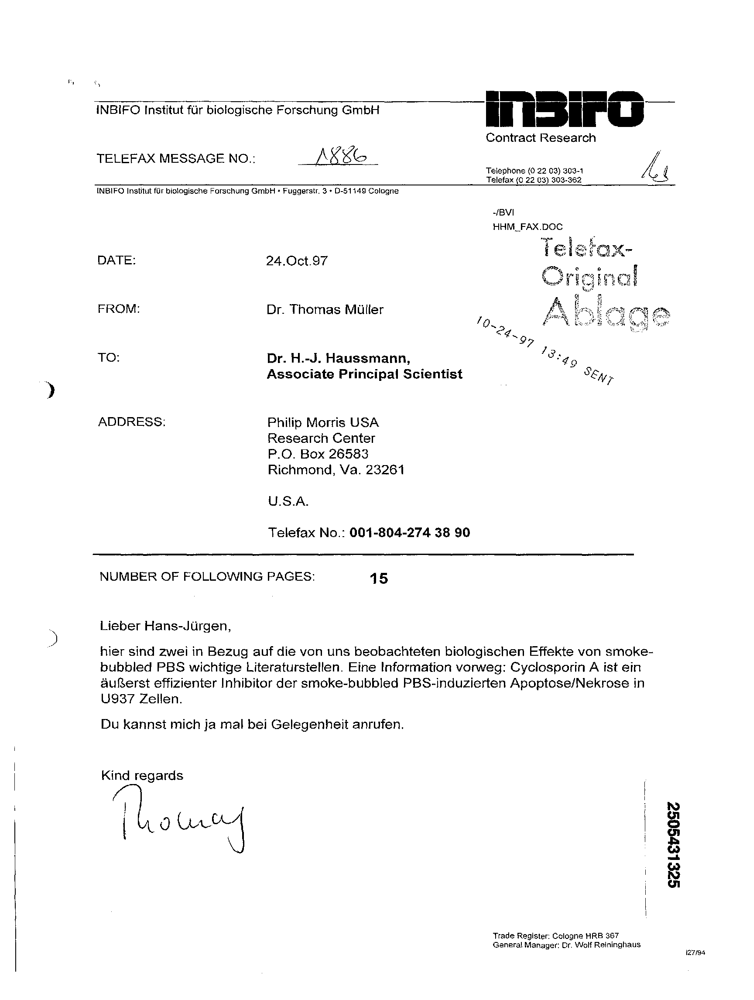 INBIFO Institut für biologische Forschung GmbH
INBIFO
Contract Research
TELEFAX MESSAGE NO.: 1886
Telephone (0 22 03) 303-1
Telefax (0 22 03) 303-362
INBIFO Institut für biologische Forschung GmbH • Fuggerstr. 3 • D-51149 Cologne
-/BVI
HHM_FAX.DOC
Telefax-
Original
Ablage
10-24-97 13:49 SENT
DATE: 24.Oct.97
FROM: Dr. Thomas Müller
TO: Dr. H.-J. Haussmann,
Associate Principal Scientist
ADDRESS: Philip Morris USA
Research Center
P.O. Box 26583
Richmond, Va. 23261
U.S.A.
Telefax No.: 001-804-274 38 90
NUMBER OF FOLLOWING PAGES: 15
Lieber Hans-Jürgen,
hier sind zwei in Bezug auf die von uns beobachteten biologischen Effekte von smoke-
bubbled PBS wichtige Literaturstellen. Eine Information vorweg: Cyclosporin A ist ein
äußerst effizienter Inhibitor der smoke-bubbled PBS-induzierten Apoptose/Nekrose in
U937 Zellen.
Du kannst mich ja mal bei Gelegenheit anrufen.
Kind regards
Thomas
2505431325
Trade Register: Cologne HRB 367
General Manager: Dr. Wolf Reininghaus
I27/94